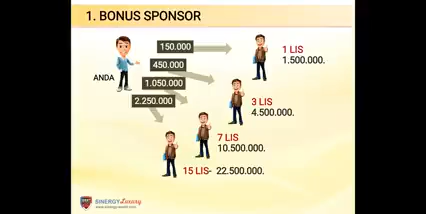 1. BONUS SPONSOR
150.000
1 LIS
1.500.000.
450.000
ANDA
1.050.000
3 LIS
4.500.000.
2.250.000
7 LIS
10.500.000.
15 LIS- 22.500.000.
SINERGY Luxury